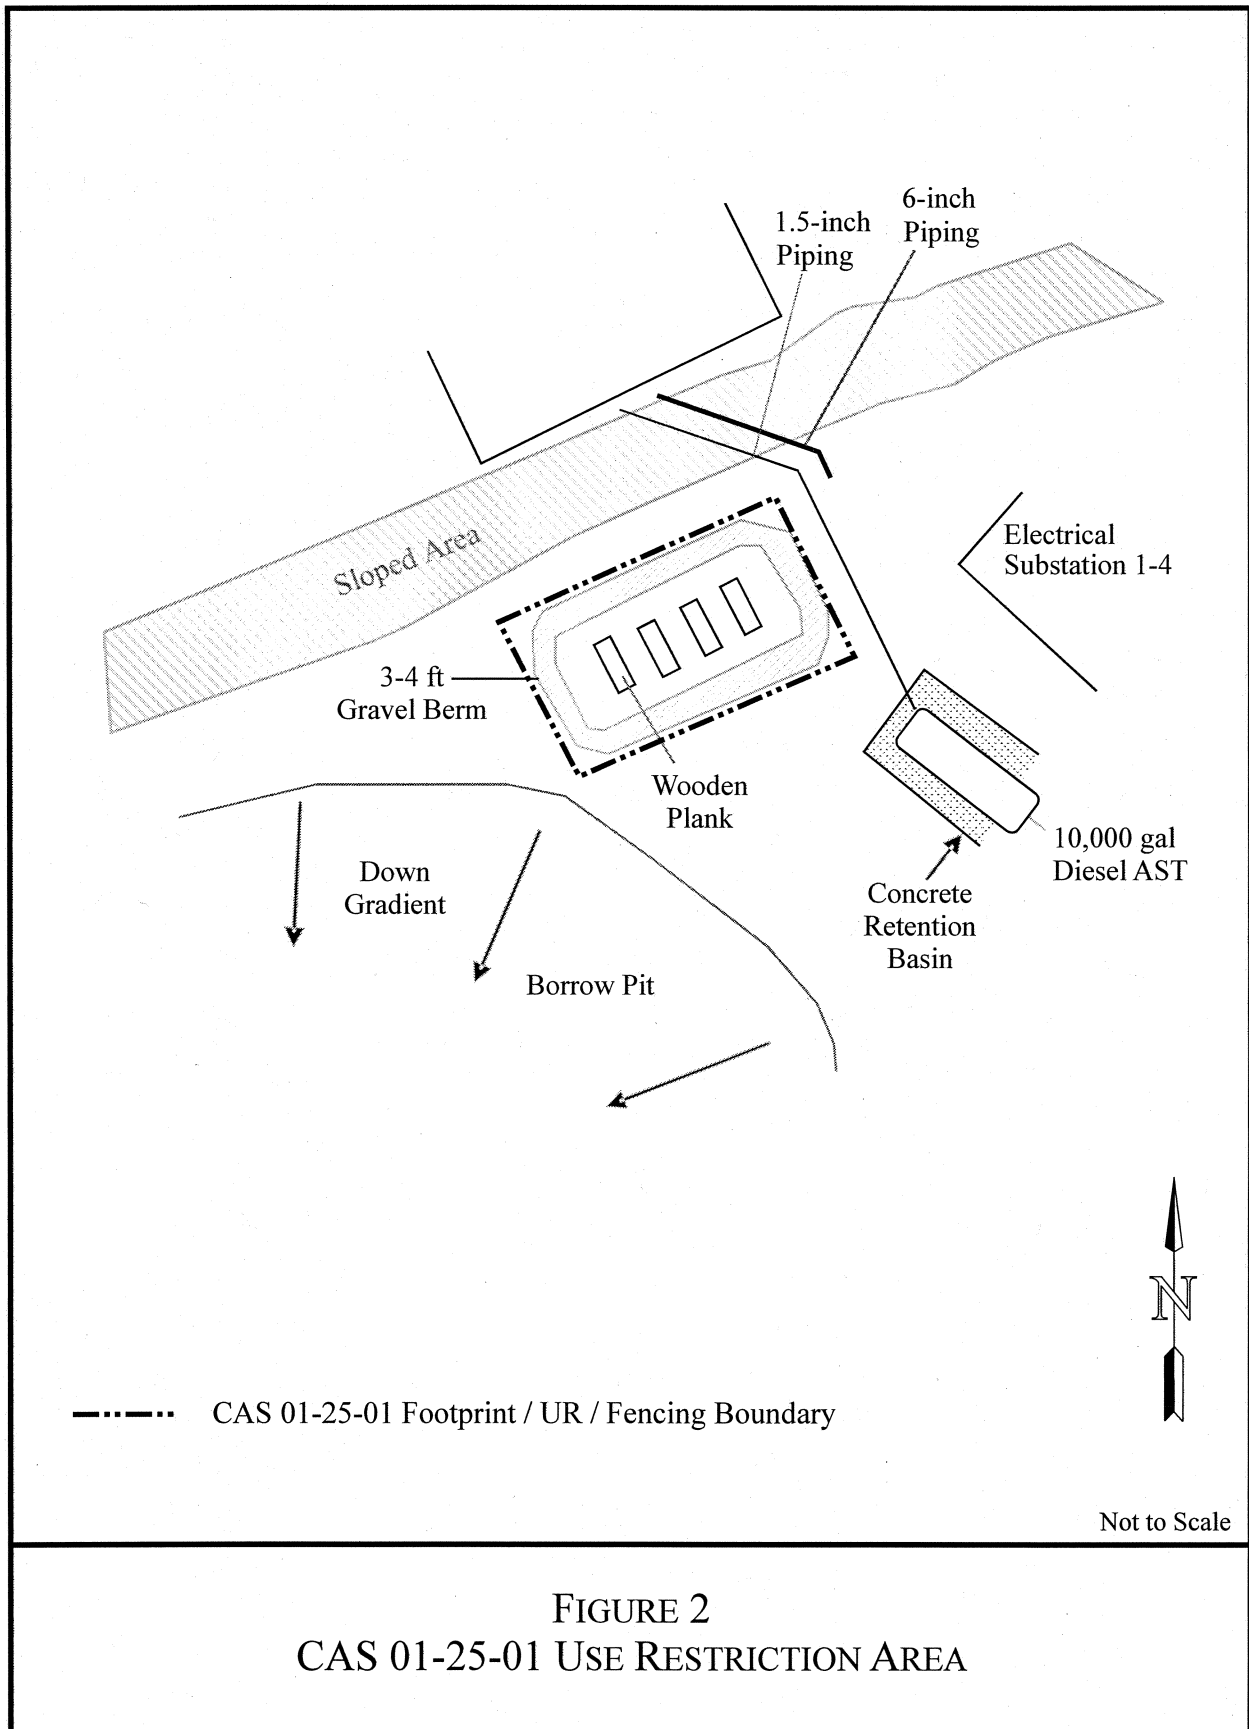 6-inch
Piping
1.5-inch
Piping
Electrical
Substation 1-4
Sloped Area
3-4 ft
Gravel Berm
Wooden
Plank
10,000 gal
Diesel AST
Concrete
Retention
Basin
Down
Gradient
Borrow Pit
N
CAS 01-25-01 Footprint / UR / Fencing Boundary
Not to Scale
FIGURE 2
CAS 01-25-01 USE RESTRICTION AREA